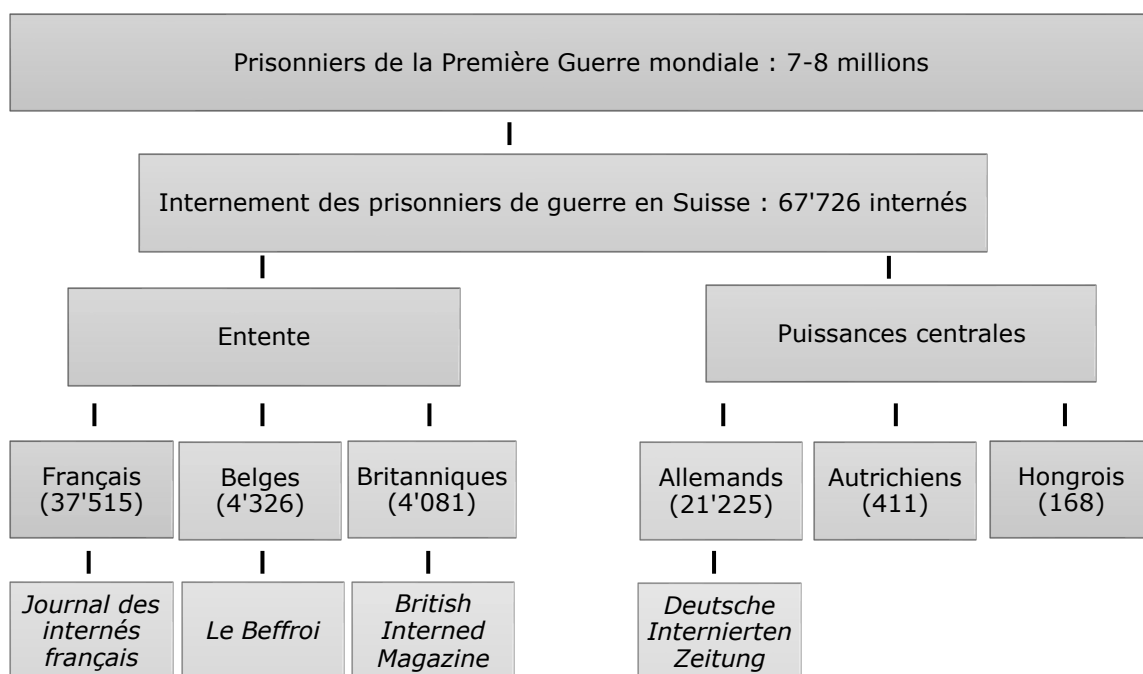 Prisonniers de la Première Guerre mondiale : 7-8 millions
Internement des prisonniers de guerre en Suisse : 67'726 internés
Entente
Puissances centrales
Français
(37'515)
Belges
(4'326)
Britanniques
(4'081)
Allemands
(21'225)
Autrichiens
(411)
Hongrois
(168)
Journal des
internés
français
Le Beffroi
British
Interned
Magazine
Deutsche
Internierten
Zeitung